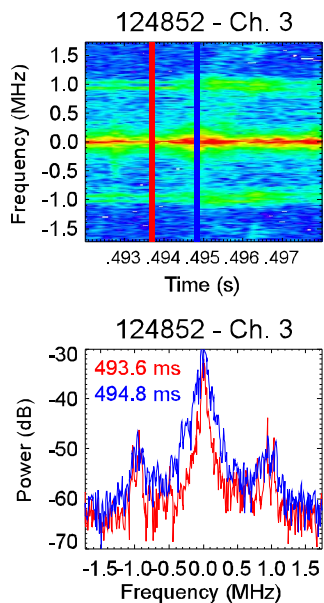 124852 - Ch. 3
Frequency (MHz)
1.5
1.0
0.5
0.0
-0.5
-1.0
-1.5
.493 .494 .495 .496 .497
Time (s)
124852 - Ch. 3
Power (dB)
-30
-40
-50
-60
-70
493.6 ms
494.8 ms
-1.5 -1.0 -0.5 0.0 0.5 1.0 1.5
Frequency (MHz)